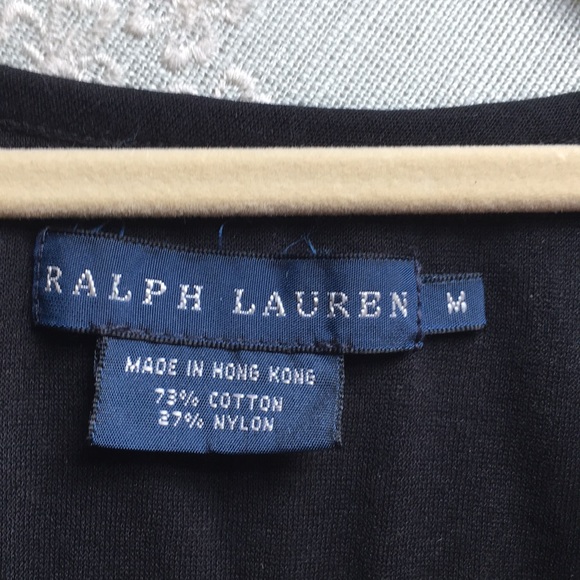 RALPH LAUREN M
MADE IN HONG KONG
73% COTTON
27% NYLON